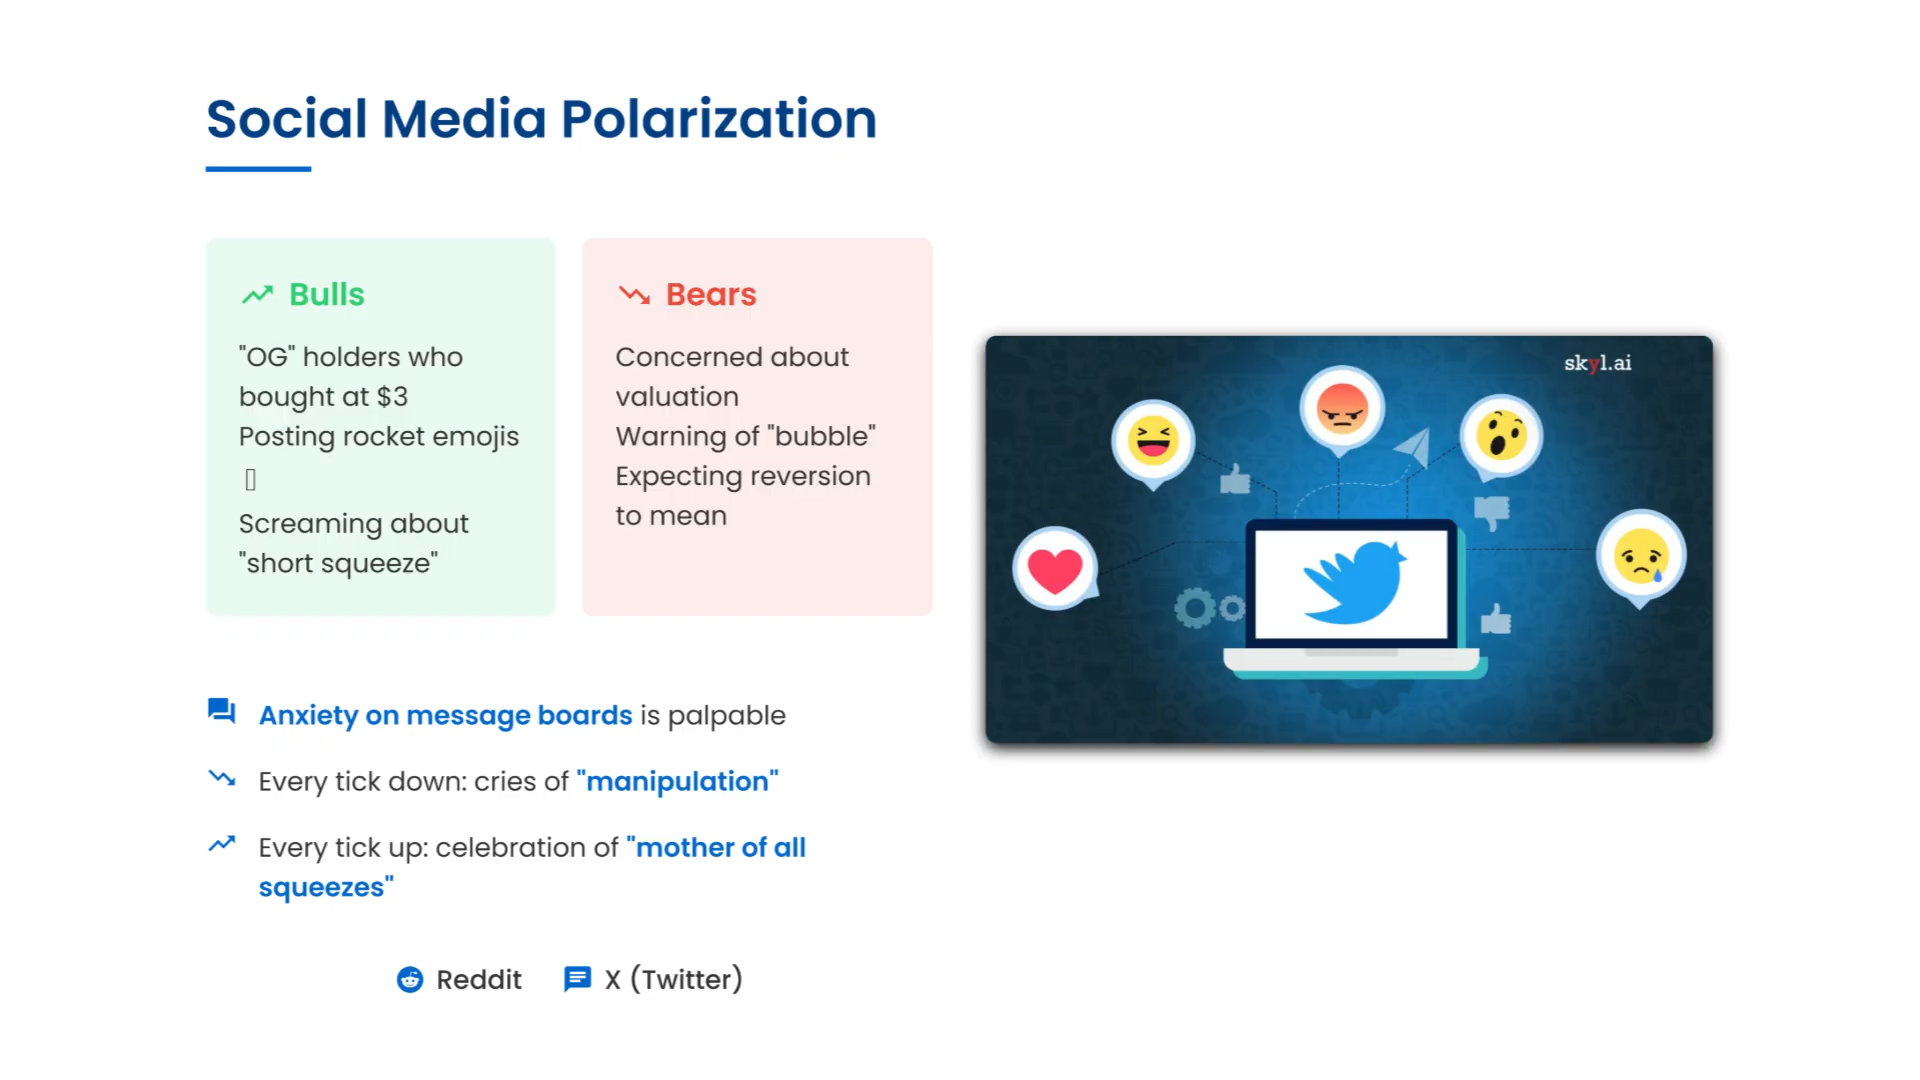 Social Media Polarization
Bulls
"OG" holders who
bought at $3
Posting rocket emojis
Screaming about
"short squeeze"
Bears
Concerned about
valuation
Warning of "bubble"
Expecting reversion
to mean
skyl.ai
Anxiety on message boards is palpable
Every tick down: cries of "manipulation"
Every tick up: celebration of "mother of all
squeezes"
Reddit
X (Twitter)